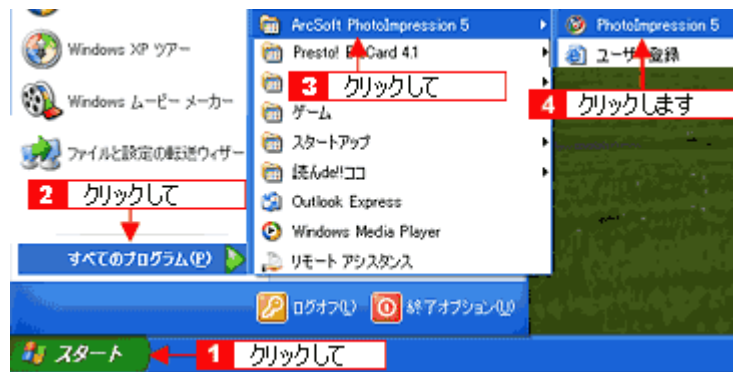 Windows XP ツアー
Windows ムービー メーカー
ファイルと設定の転送ウィザー
2 クリックして
すべてのプログラム(P)
ArcSoft PhotoImpression 5
Presto! BizCard 4.1
3 クリックして
ゲーム
スタートアップ
読んde!!ココ
Outlook Express
Windows Media Player
リモート アシスタンス
PhotoImpression 5
ユーザー登録
4 クリックします
ログオフ(L)
終了オプション(U)
スタート
1 クリックして